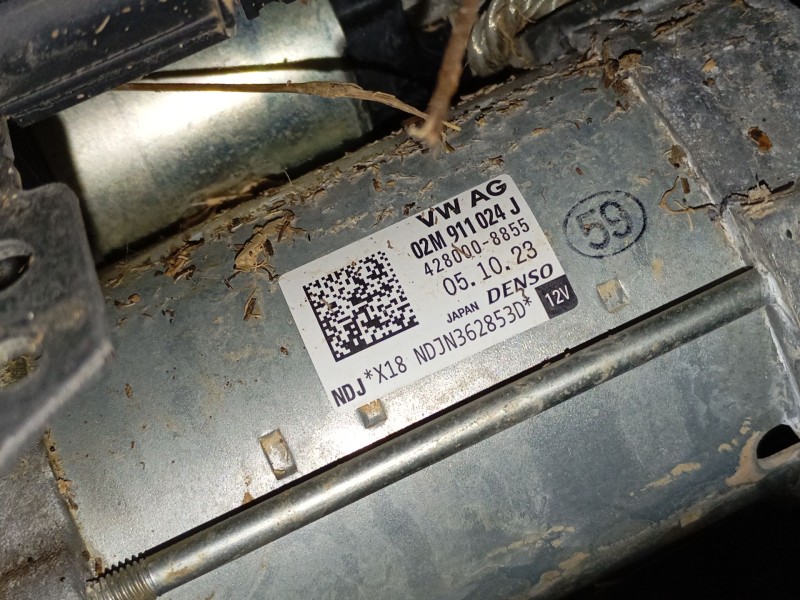 VW AG
02M 911 024 J
428000-8855
05.10.23
JAPAN DENSO 12V
NDJ*X18 NDJN362853D*
59